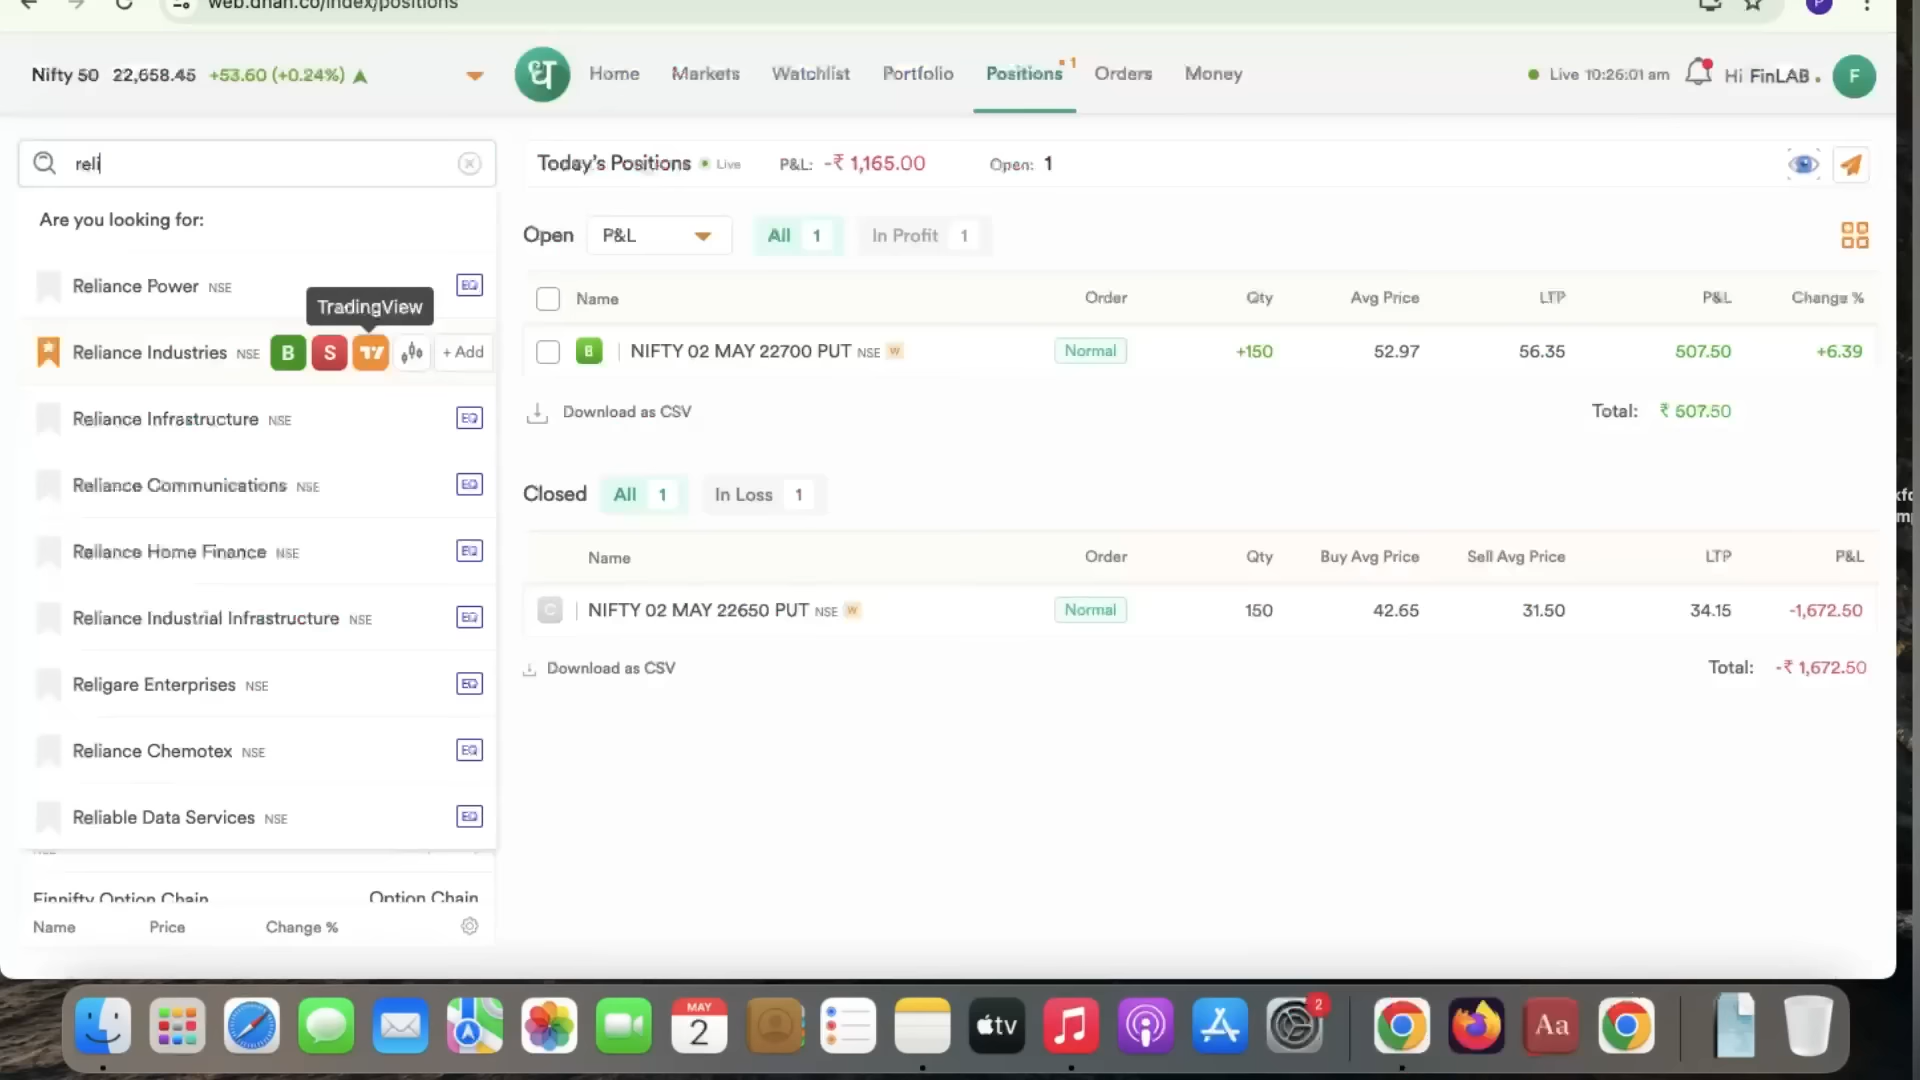 web.dhan.co/index/positions
P
Nifty 50 22,658.45 +53.60 (+0.24%)
ध
Home Markets Watchlist Portfolio Positions 1 Orders Money
Live 10:26:01 am Hi FinLAB F
reli
Today's Positions Live P&L: -₹ 1,165.00 Open: 1
Are you looking for:
Open P&L All 1 In Profit 1
Reliance Power NSE EQ
TradingView
Name Order Qty Avg Price LTP P&L Change %
Reliance Industries NSE B S + Add
B NIFTY 02 MAY 22700 PUT NSE W Normal +150 52.97 56.35 507.50 +6.39
Reliance Infrastructure NSE EQ
Download as CSV Total: ₹ 507.50
Reliance Communications NSE EQ
Closed All 1 In Loss 1
Reliance Home Finance NSE EQ
Name Order Qty Buy Avg Price Sell Avg Price LTP P&L
Reliance Industrial Infrastructure NSE EQ
C NIFTY 02 MAY 22650 PUT NSE W Normal 150 42.65 31.50 34.15 -1,672.50
Religare Enterprises NSE EQ
Download as CSV Total: -₹ 1,672.50
Reliance Chemotex NSE EQ
Reliable Data Services NSE EQ
Finnifty Option Chain Option Chain
Name Price Change %
MAY
2
tv
2
Aa